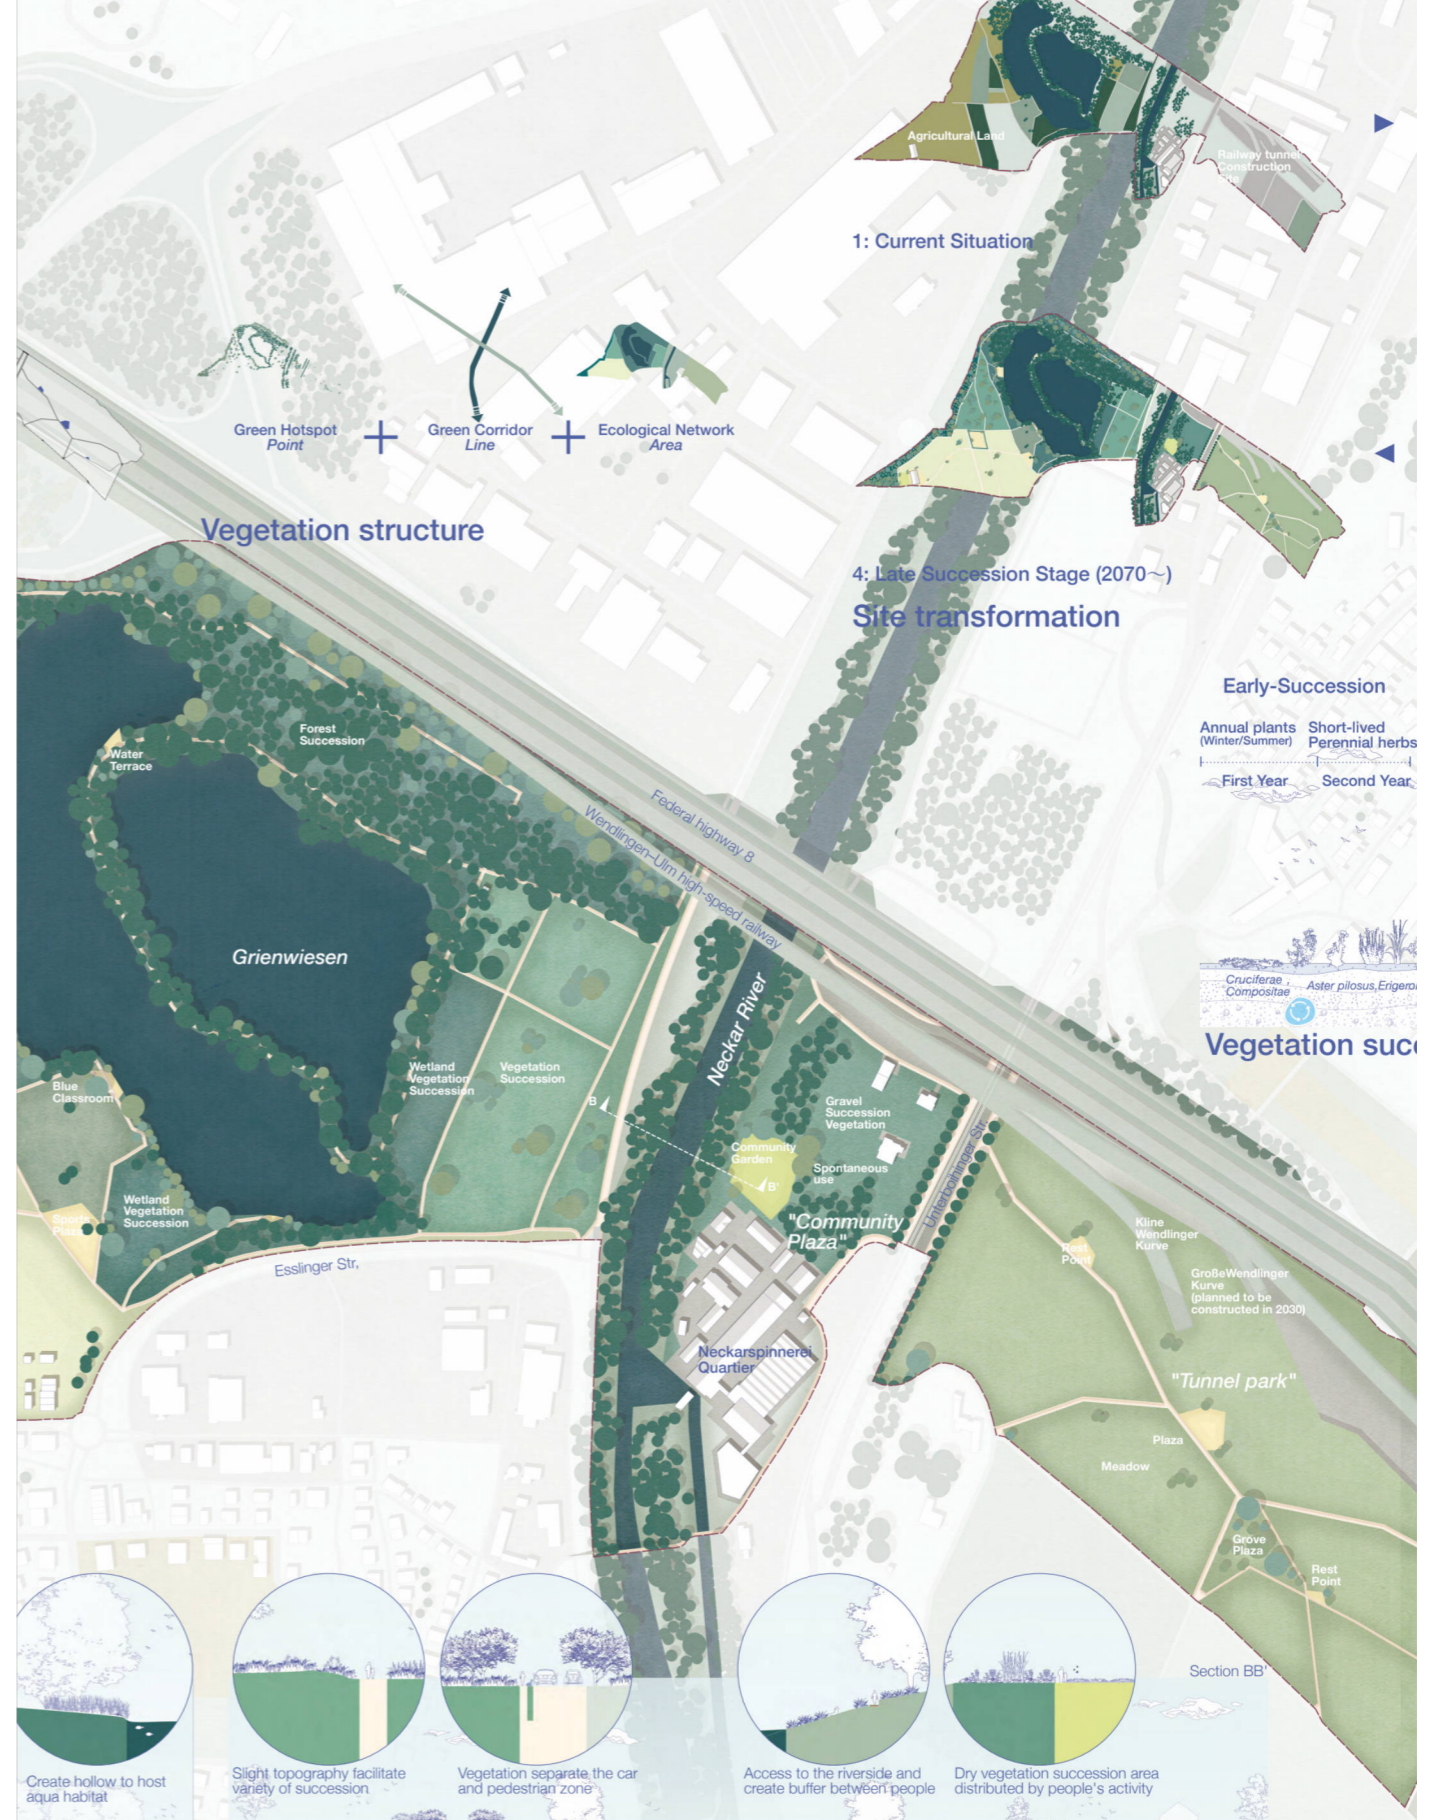 Agricultural Land
Railway tunnel
Construction
1: Current Situation
Green Hotspot
Point
Green Corridor
Line
Ecological Network
Area
Vegetation structure
4: Late Succession Stage (2070～)
Site transformation
Early-Succession
Annual plants
(Winter/Summer)
Short-lived
Perennial herbs
First Year
Second Year
Forest
Succession
Water
Terrace
Federal highway 8
Wendlingen–Ulm high-speed railway
Grienwiesen
Neckar River
Cruciferae ,
Compositae
Aster pilosus,
Vegetation
Wetland
Vegetation
Succession
Vegetation
Succession
Blue
Classroom
B
Gravel
Succession
Vegetation
Community
Garden
Spontaneous
use
B'
Unterboihinger Str.
Wetland
Vegetation
Succession
Sports
Plaza
"Community
Plaza"
Esslinger Str,
Rest
Point
Kline
Wendlinger
Kurve
GroßeWendlinger
Kurve
(planned to be
constructed in 2030)
Neckarspinnerei
Quartier
"Tunnel park"
Plaza
Meadow
Grove
Plaza
Rest
Point
Section BB'
Create hollow to host
aqua habitat
Slight topography facilitate
variety of succession
Vegetation separate the car
and pedestrian zone
Access to the riverside and
create buffer between people
Dry vegetation succession area
distributed by people's activity